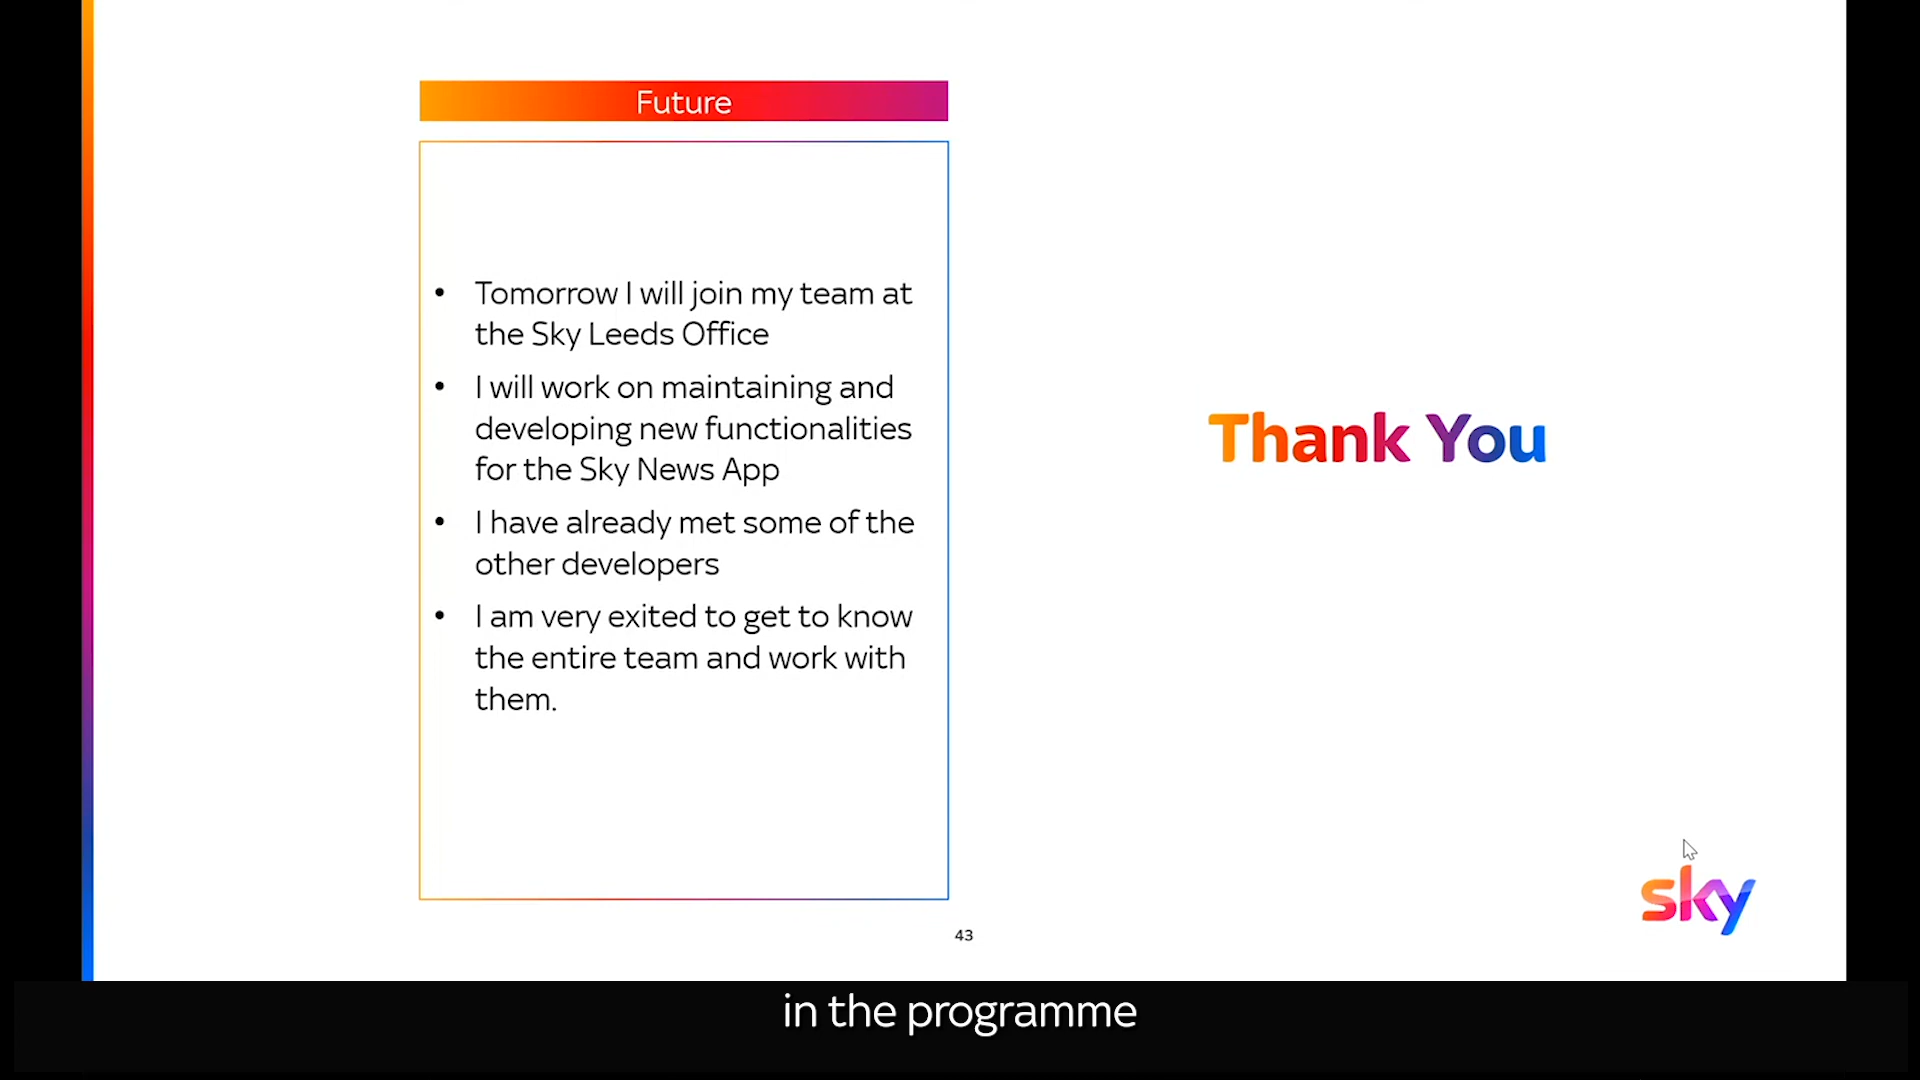 Future
• Tomorrow I will join my team at
the Sky Leeds Office
• I will work on maintaining and
developing new functionalities
for the Sky News App
• I have already met some of the
other developers
• I am very exited to get to know
the entire team and work with
them.
Thank You
sky
43
in the programme